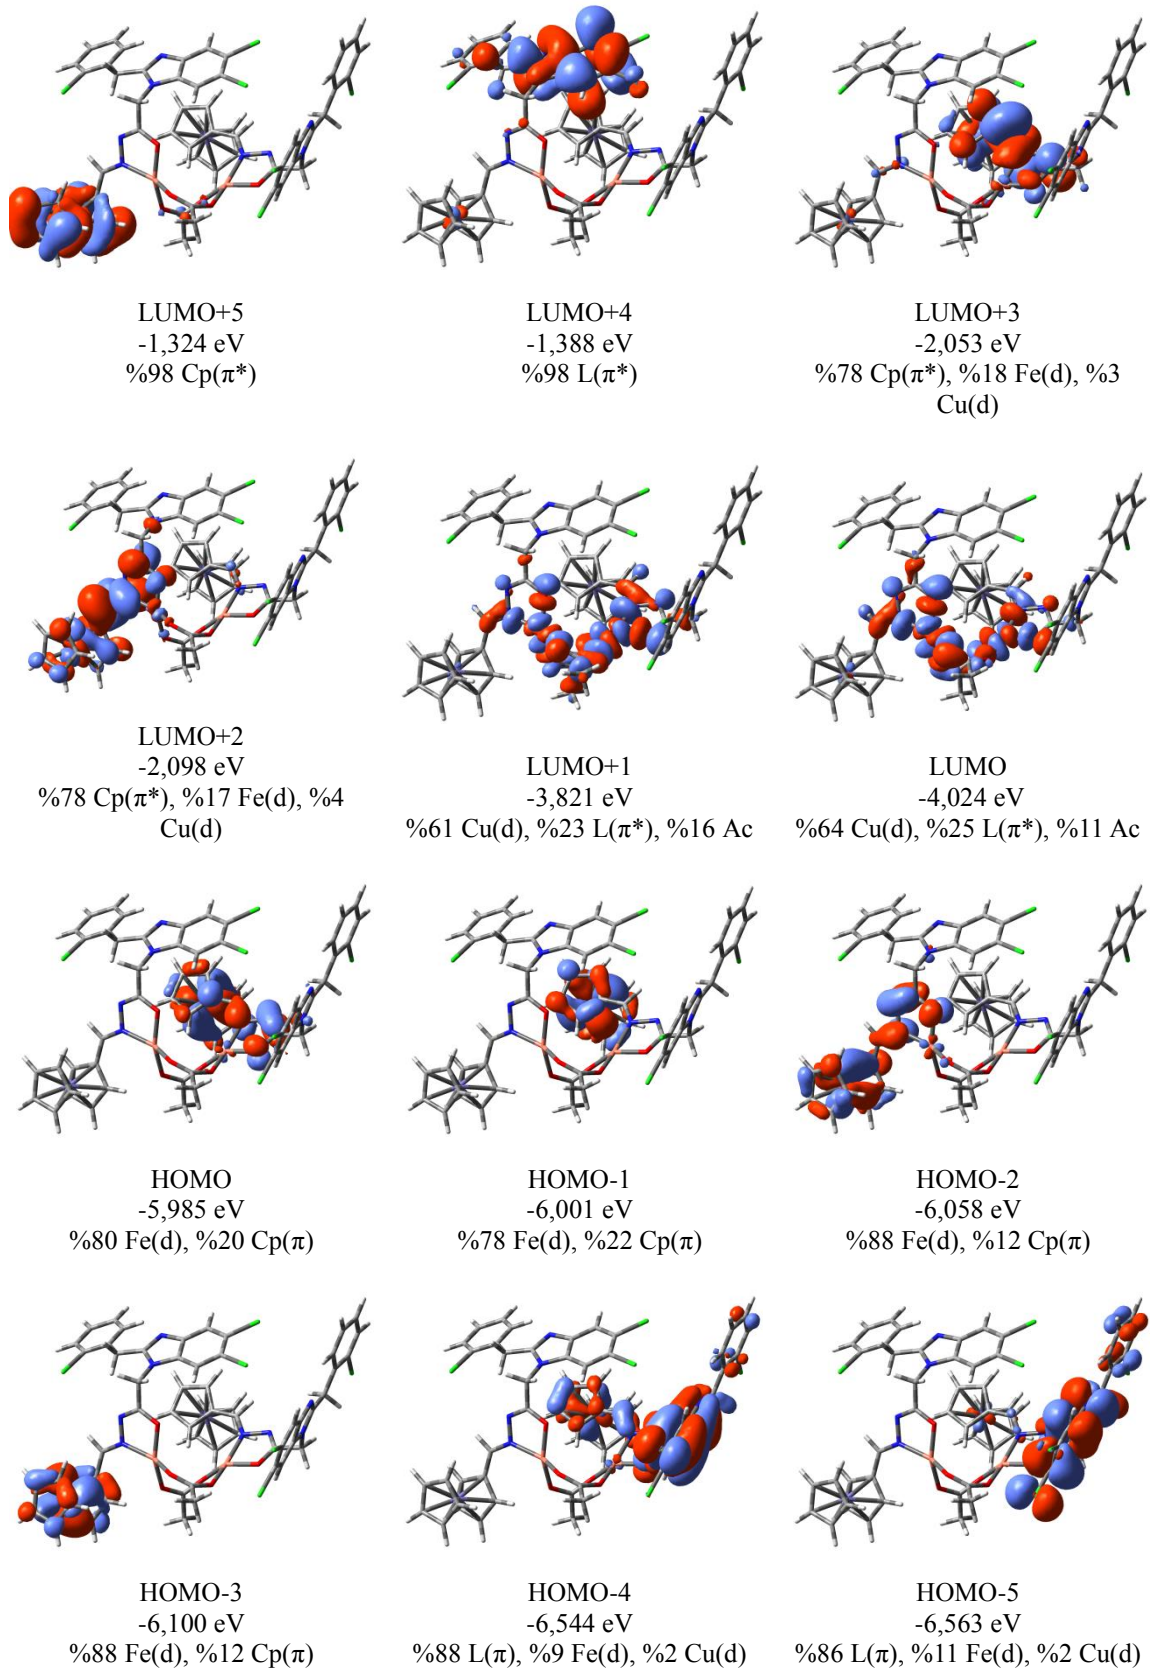 LUMO+5
-1,324 eV
%98 Cp(π*)
LUMO+4
-1,388 eV
%98 L(π*)
LUMO+3
-2,053 eV
%78 Cp(π*), %18 Fe(d), %3
Cu(d)
LUMO+2
-2,098 eV
%78 Cp(π*), %17 Fe(d), %4
Cu(d)
LUMO+1
-3,821 eV
%61 Cu(d), %23 L(π*), %16 Ac
LUMO
-4,024 eV
%64 Cu(d), %25 L(π*), %11 Ac
HOMO
-5,985 eV
%80 Fe(d), %20 Cp(π)
HOMO-1
-6,001 eV
%78 Fe(d), %22 Cp(π)
HOMO-2
-6,058 eV
%88 Fe(d), %12 Cp(π)
HOMO-3
-6,100 eV
%88 Fe(d), %12 Cp(π)
HOMO-4
-6,544 eV
%88 L(π), %9 Fe(d), %2 Cu(d)
HOMO-5
-6,563 eV
%86 L(π), %11 Fe(d), %2 Cu(d)